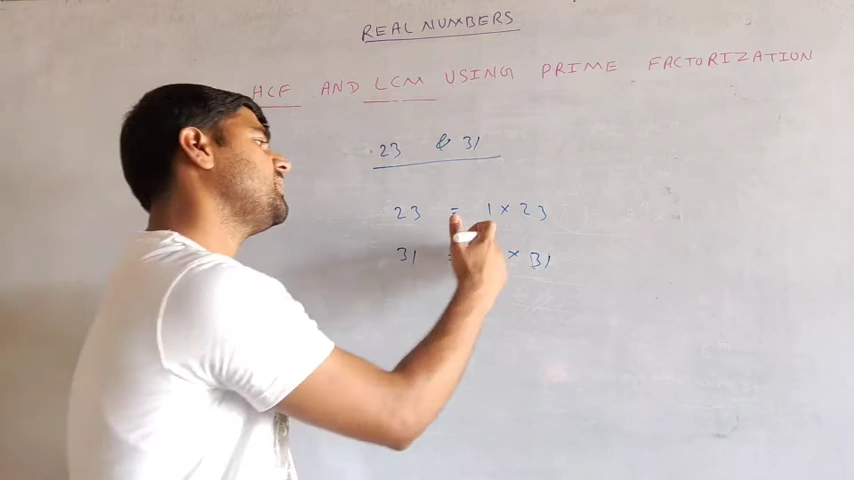 REAL NUMBERS
HCF AND LCM USING PRIME FACTORIZATION
23 & 31
23 = 1 × 23
31 = × 31